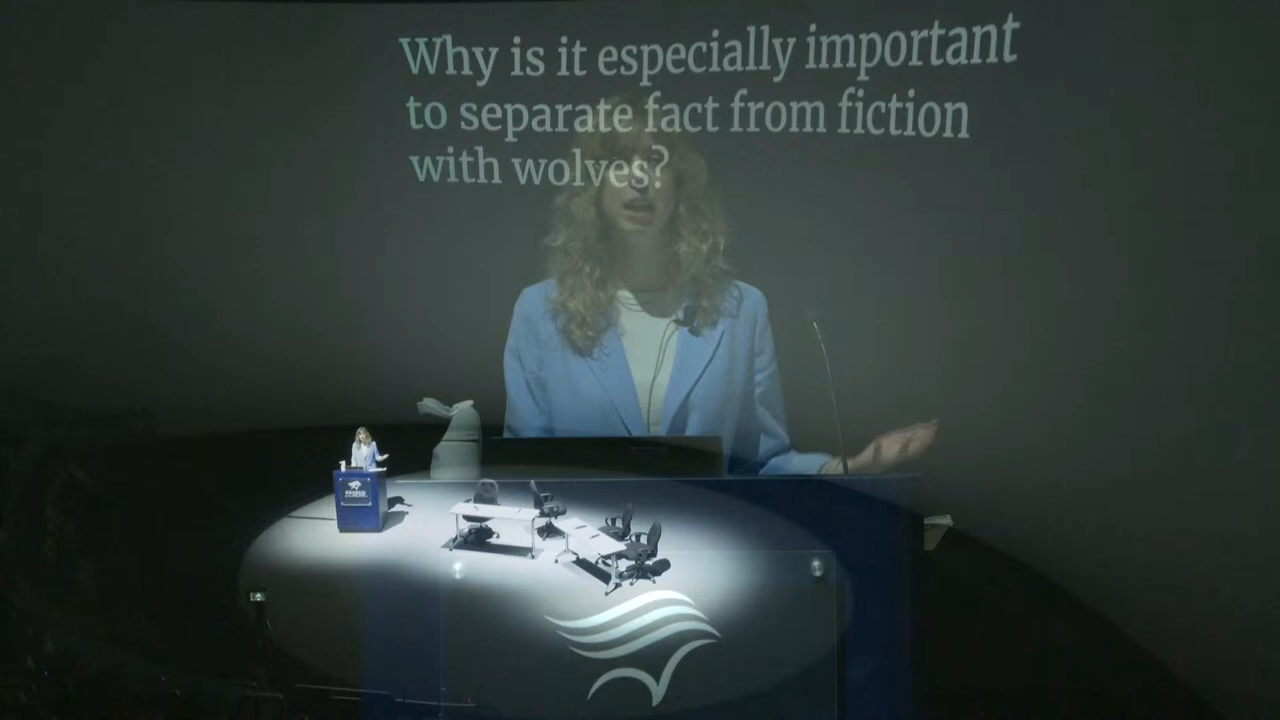 Why is it especially important
to separate fact from fiction
with wolves?